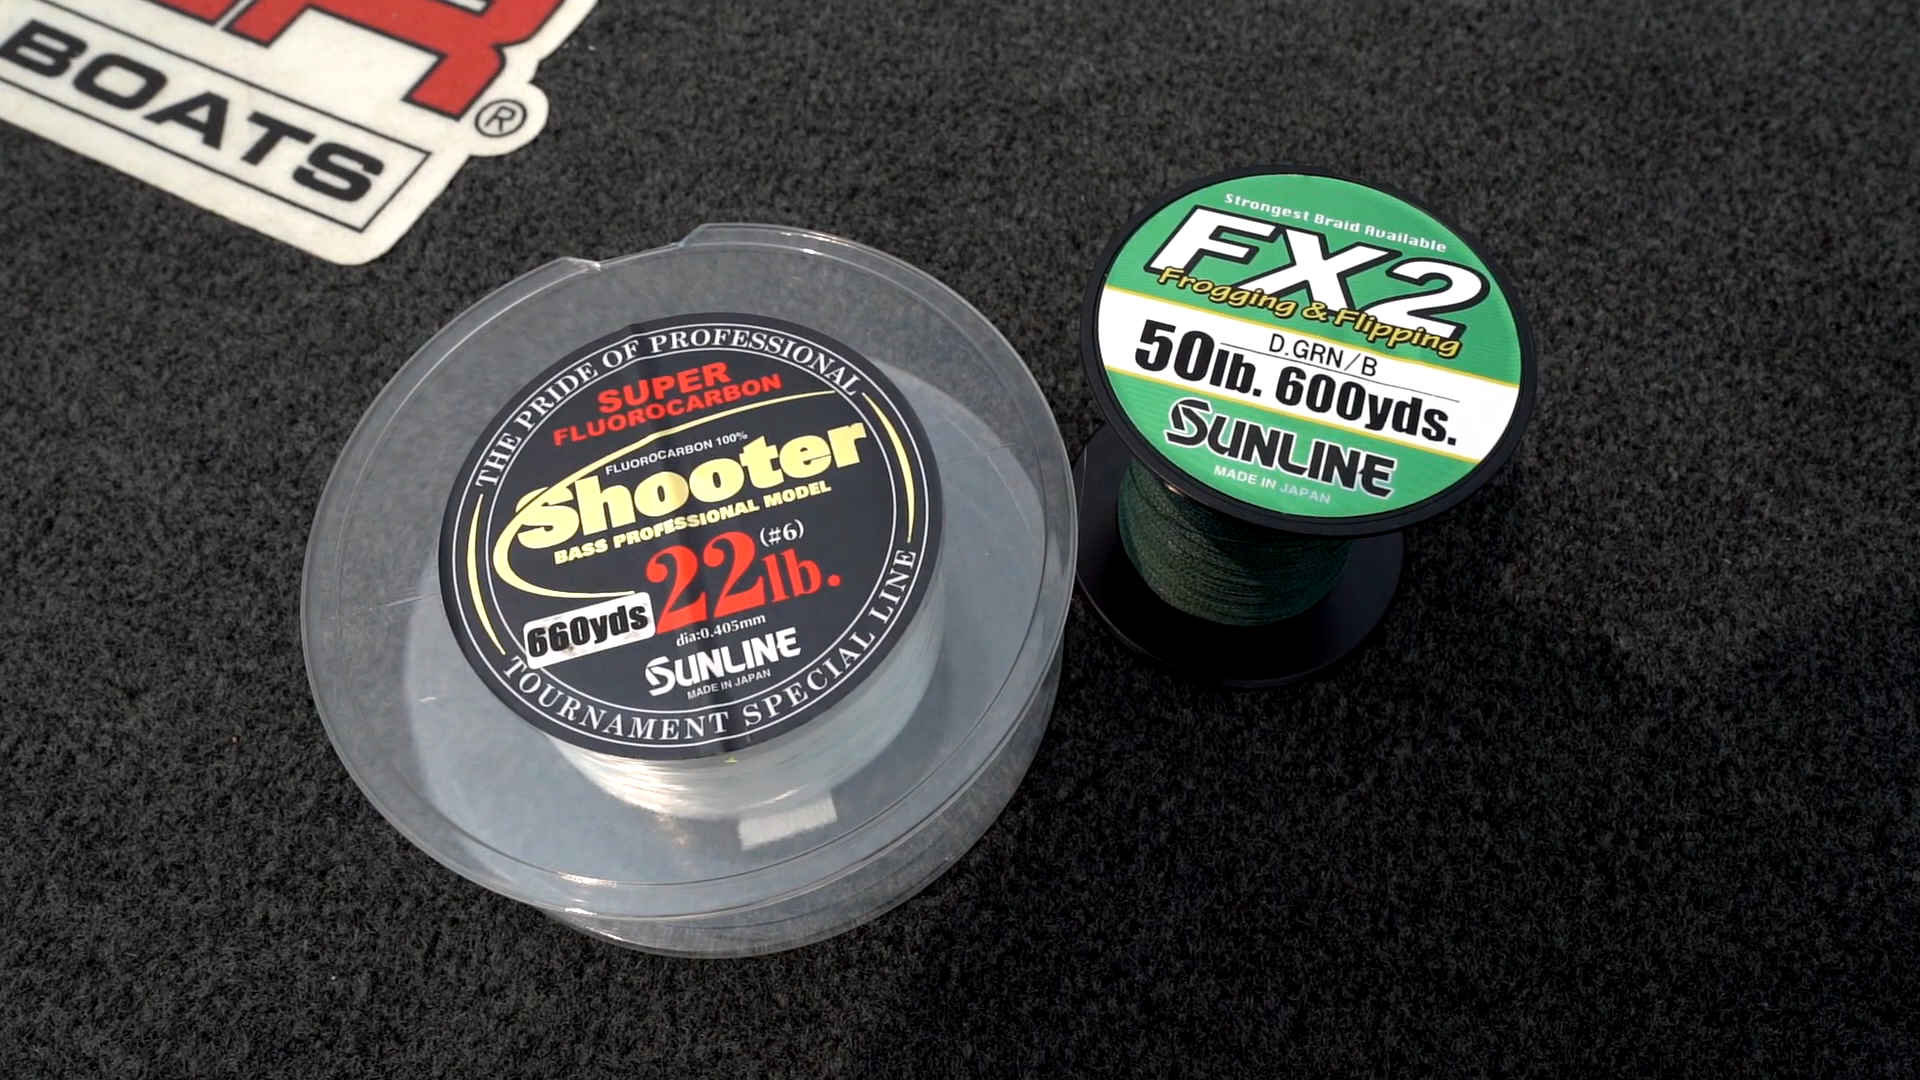 BOATS
®
THE PRIDE OF PROFESSIONAL
SUPER
FLUOROCARBON
FLUOROCARBON 100%
Shooter
BASS PROFESSIONAL MODEL
22lb. (#6)
660yds
dia:0.405mm
SUNLINE
MADE IN JAPAN
TOURNAMENT SPECIAL LINE
Strongest Braid Available
FX2
Frogging & Flipping
D.GRN/B
50lb. 600yds.
SUNLINE
MADE IN JAPAN